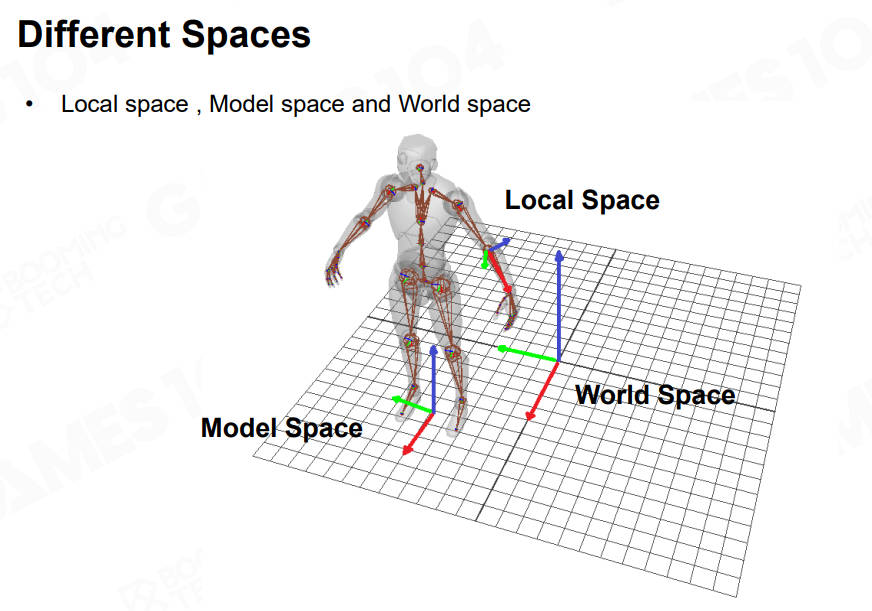 Different Spaces
• Local space , Model space and World space
Local Space
World Space
Model Space